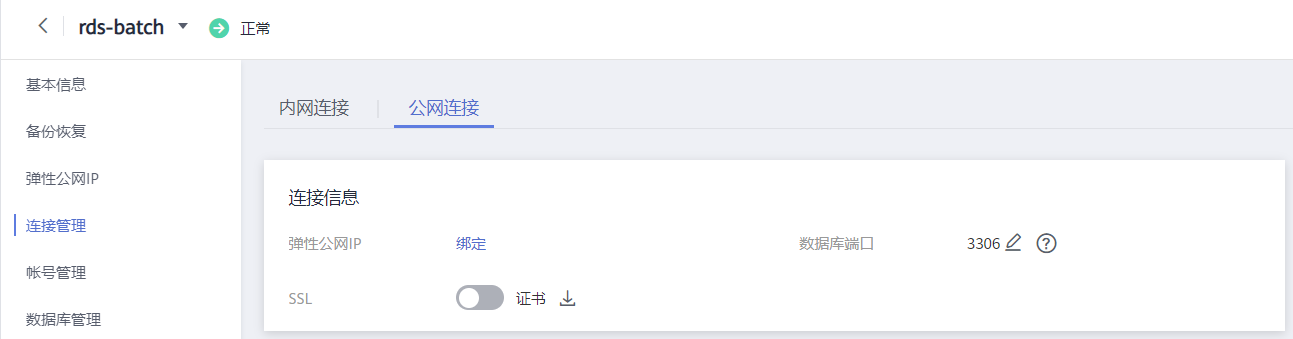 rds-batch 正常
基本信息
备份恢复
弹性公网IP
连接管理
帐号管理
数据库管理
内网连接 公网连接
连接信息
弹性公网IP 绑定 数据库端口 3306
SSL 证书